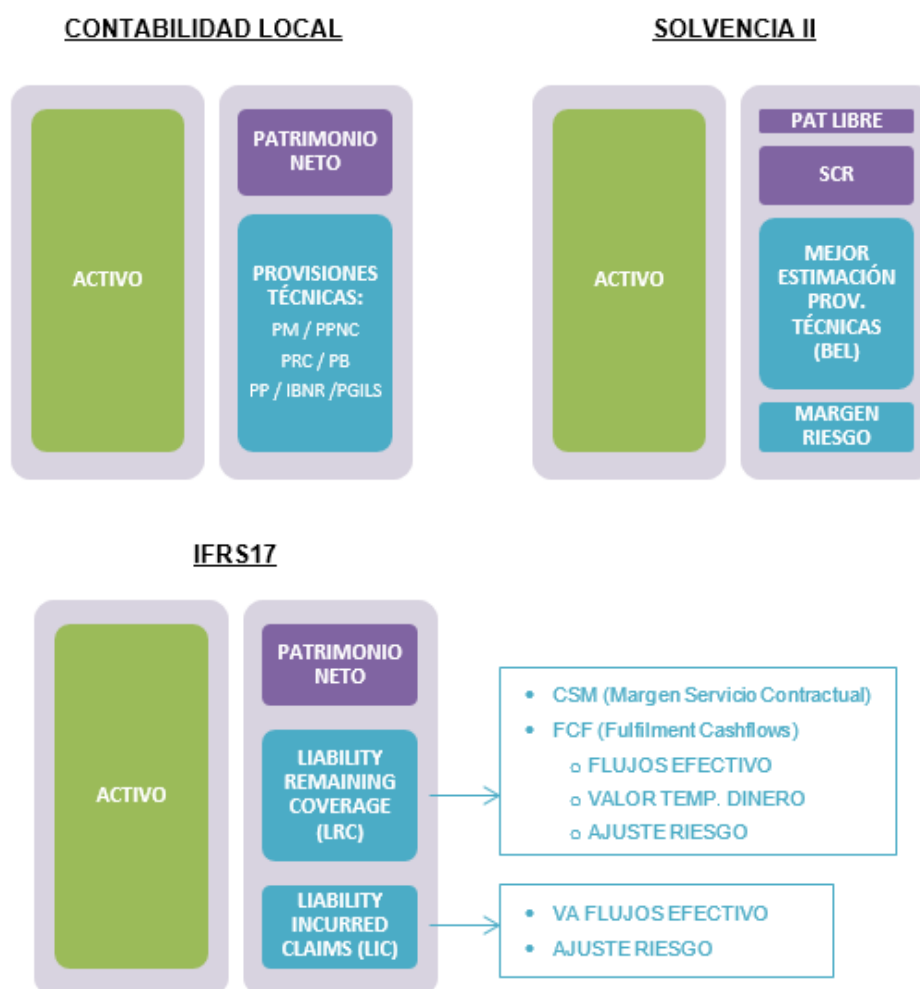 CONTABILIDAD LOCAL
ACTIVO
PATRIMONIO
NETO
PROVISIONES
TÉCNICAS:
PM / PPNC
PRC / PB
PP / IBNR /PGILS
SOLVENCIA II
ACTIVO
PAT LIBRE
SCR
MEJOR
ESTIMACIÓN
PROV.
TÉCNICAS
(BEL)
MARGEN
RIESGO
IFRS17
ACTIVO
PATRIMONIO
NETO
LIABILITY
REMAINING
COVERAGE
(LRC)
LIABILITY
INCURRED
CLAIMS (LIC)
• CSM (Margen Servicio Contractual)
• FCF (Fulfilment Cashflows)
o FLUJOS EFECTIVO
o VALOR TEMP. DINERO
o AJUSTE RIESGO
• VA FLUJOS EFECTIVO
• AJUSTE RIESGO